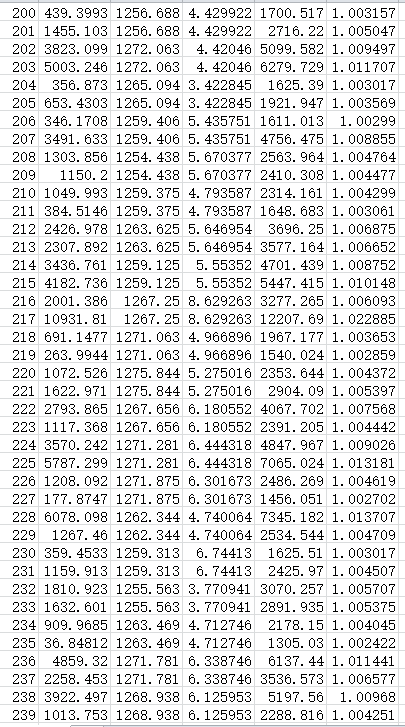 200 439.3993 1256.688 4.429922 1700.517 1.003157
201 1455.103 1256.688 4.429922 2716.22 1.005047
202 3823.099 1272.063 4.42046 5099.582 1.009497
203 5003.246 1272.063 4.42046 6279.729 1.011707
204 356.873 1265.094 3.422845 1625.39 1.003017
205 653.4303 1265.094 3.422845 1921.947 1.003569
206 346.1708 1259.406 5.435751 1611.013 1.00299
207 3491.633 1259.406 5.435751 4756.475 1.008855
208 1303.856 1254.438 5.670377 2563.964 1.004764
209 1150.2 1254.438 5.670377 2410.308 1.004477
210 1049.993 1259.375 4.793587 2314.161 1.004299
211 384.5146 1259.375 4.793587 1648.683 1.003061
212 2426.978 1263.625 5.646954 3696.25 1.006875
213 2307.892 1263.625 5.646954 3577.164 1.006652
214 3436.761 1259.125 5.55352 4701.439 1.008752
215 4182.736 1259.125 5.55352 5447.415 1.010148
216 2001.386 1267.25 8.629263 3277.265 1.006093
217 10931.81 1267.25 8.629263 12207.69 1.022885
218 691.1477 1271.063 4.966896 1967.177 1.003653
219 263.9944 1271.063 4.966896 1540.024 1.002859
220 1072.526 1275.844 5.275016 2353.644 1.004372
221 1622.971 1275.844 5.275016 2904.09 1.005397
222 2793.865 1267.656 6.180552 4067.702 1.007568
223 1117.368 1267.656 6.180552 2391.205 1.004442
224 3570.242 1271.281 6.444318 4847.967 1.009026
225 5787.299 1271.281 6.444318 7065.024 1.013181
226 1208.092 1271.875 6.301673 2486.269 1.004619
227 177.8747 1271.875 6.301673 1456.051 1.002702
228 6078.098 1262.344 4.740064 7345.182 1.013707
229 1267.46 1262.344 4.740064 2534.544 1.004709
230 359.4533 1259.313 6.74413 1625.51 1.003017
231 1159.913 1259.313 6.74413 2425.97 1.004507
232 1810.923 1255.563 3.770941 3070.257 1.005707
233 1632.601 1255.563 3.770941 2891.935 1.005375
234 909.9685 1263.469 4.712746 2178.15 1.004045
235 36.84812 1263.469 4.712746 1305.03 1.002422
236 4859.32 1271.781 6.338746 6137.44 1.011441
237 2258.453 1271.781 6.338746 3536.573 1.006577
238 3922.497 1268.938 6.125953 5197.56 1.00968
239 1013.753 1268.938 6.125953 2288.816 1.004251